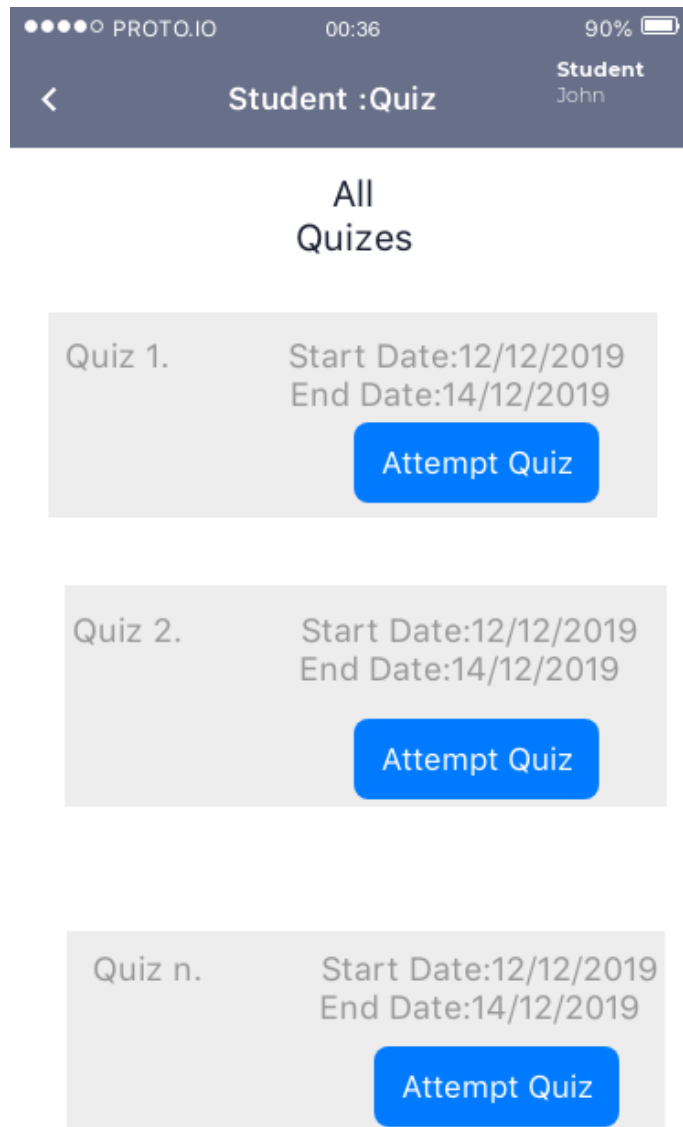 PROTO.IO 00:36 90%
Student
Student :Quiz
John
All
Quizes
Quiz 1. Start Date:12/12/2019
End Date:14/12/2019
Attempt Quiz
Quiz 2. Start Date:12/12/2019
End Date:14/12/2019
Attempt Quiz
Quiz n. Start Date:12/12/2019
End Date:14/12/2019
Attempt Quiz